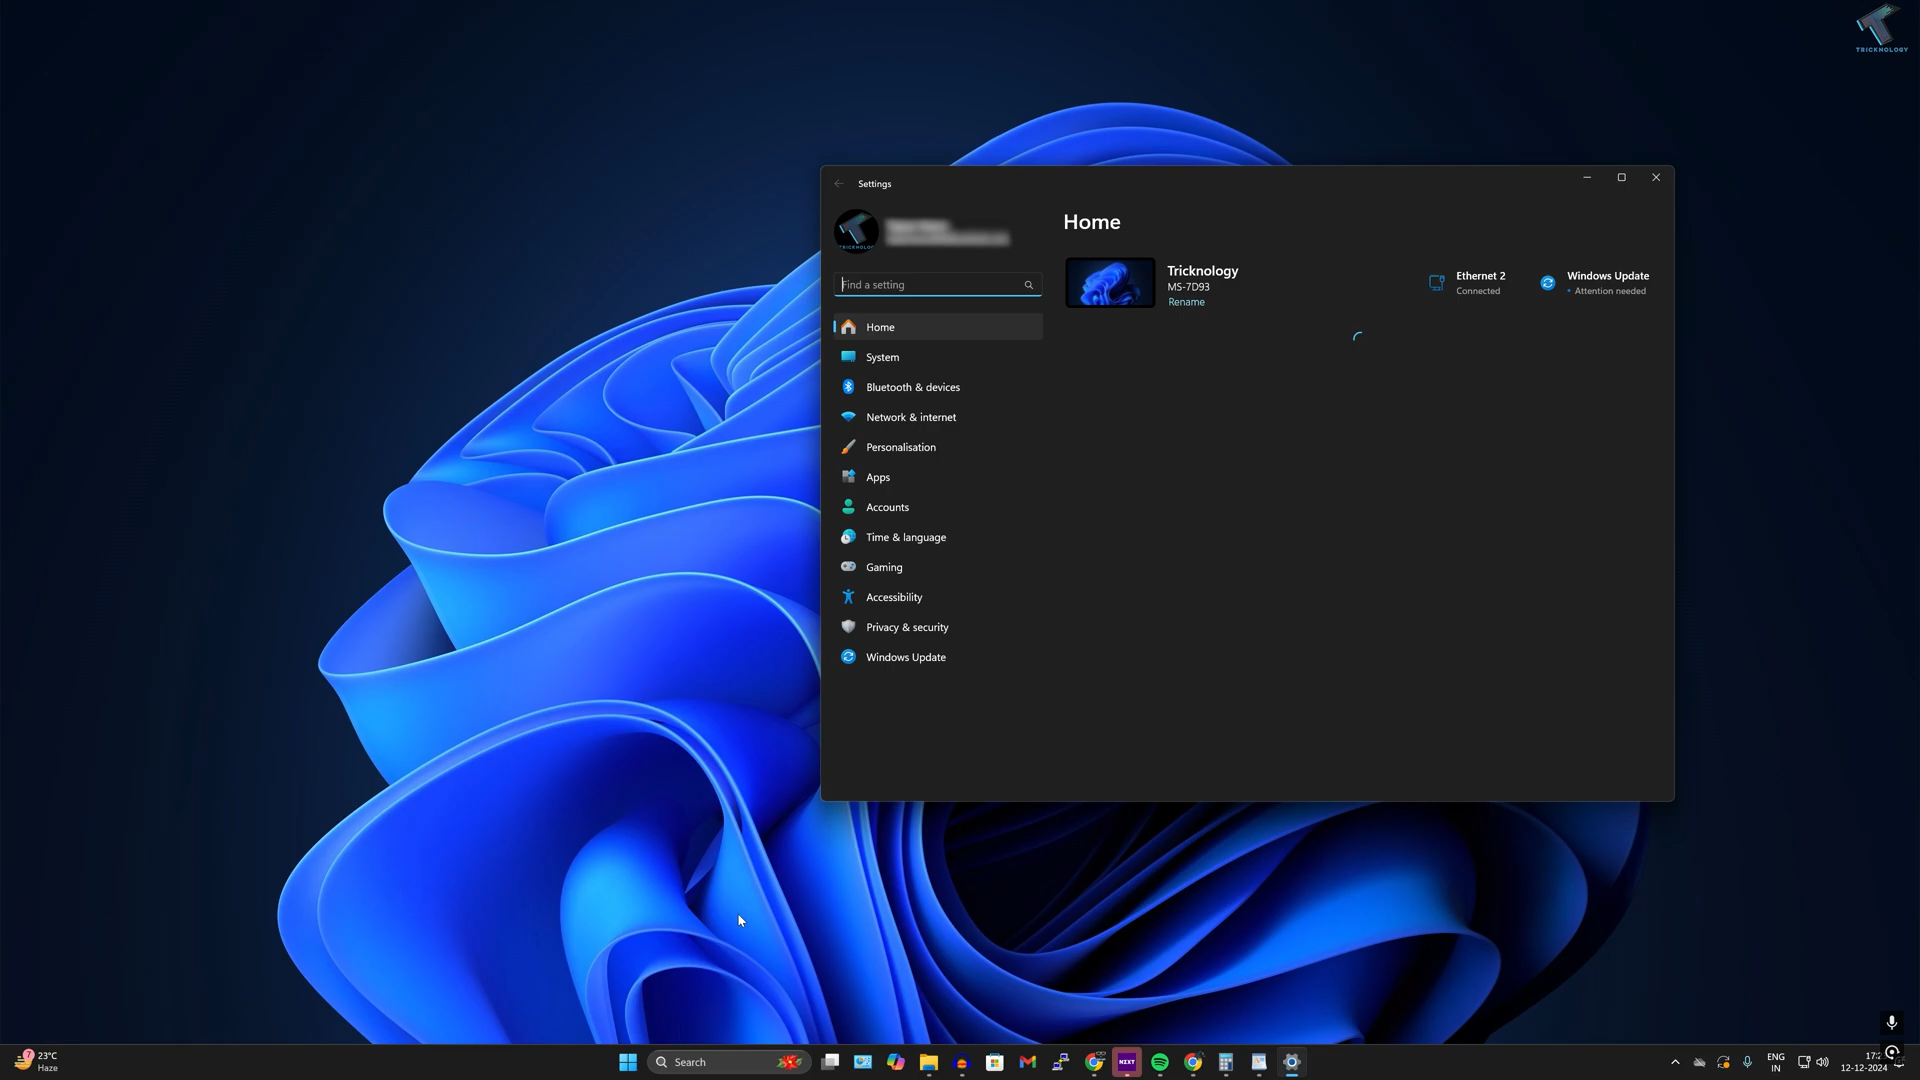 TRICKNOLOGY
Settings
Find a setting
Home
System
Bluetooth & devices
Network & internet
Personalisation
Apps
Accounts
Time & language
Gaming
Accessibility
Privacy & security
Windows Update
Home
Tricknology
MS-7D93
Rename
Ethernet 2
Connected
Windows Update
Attention needed
7
23°C
Haze
Search
NEXT
ENG
IN
12-12-2024